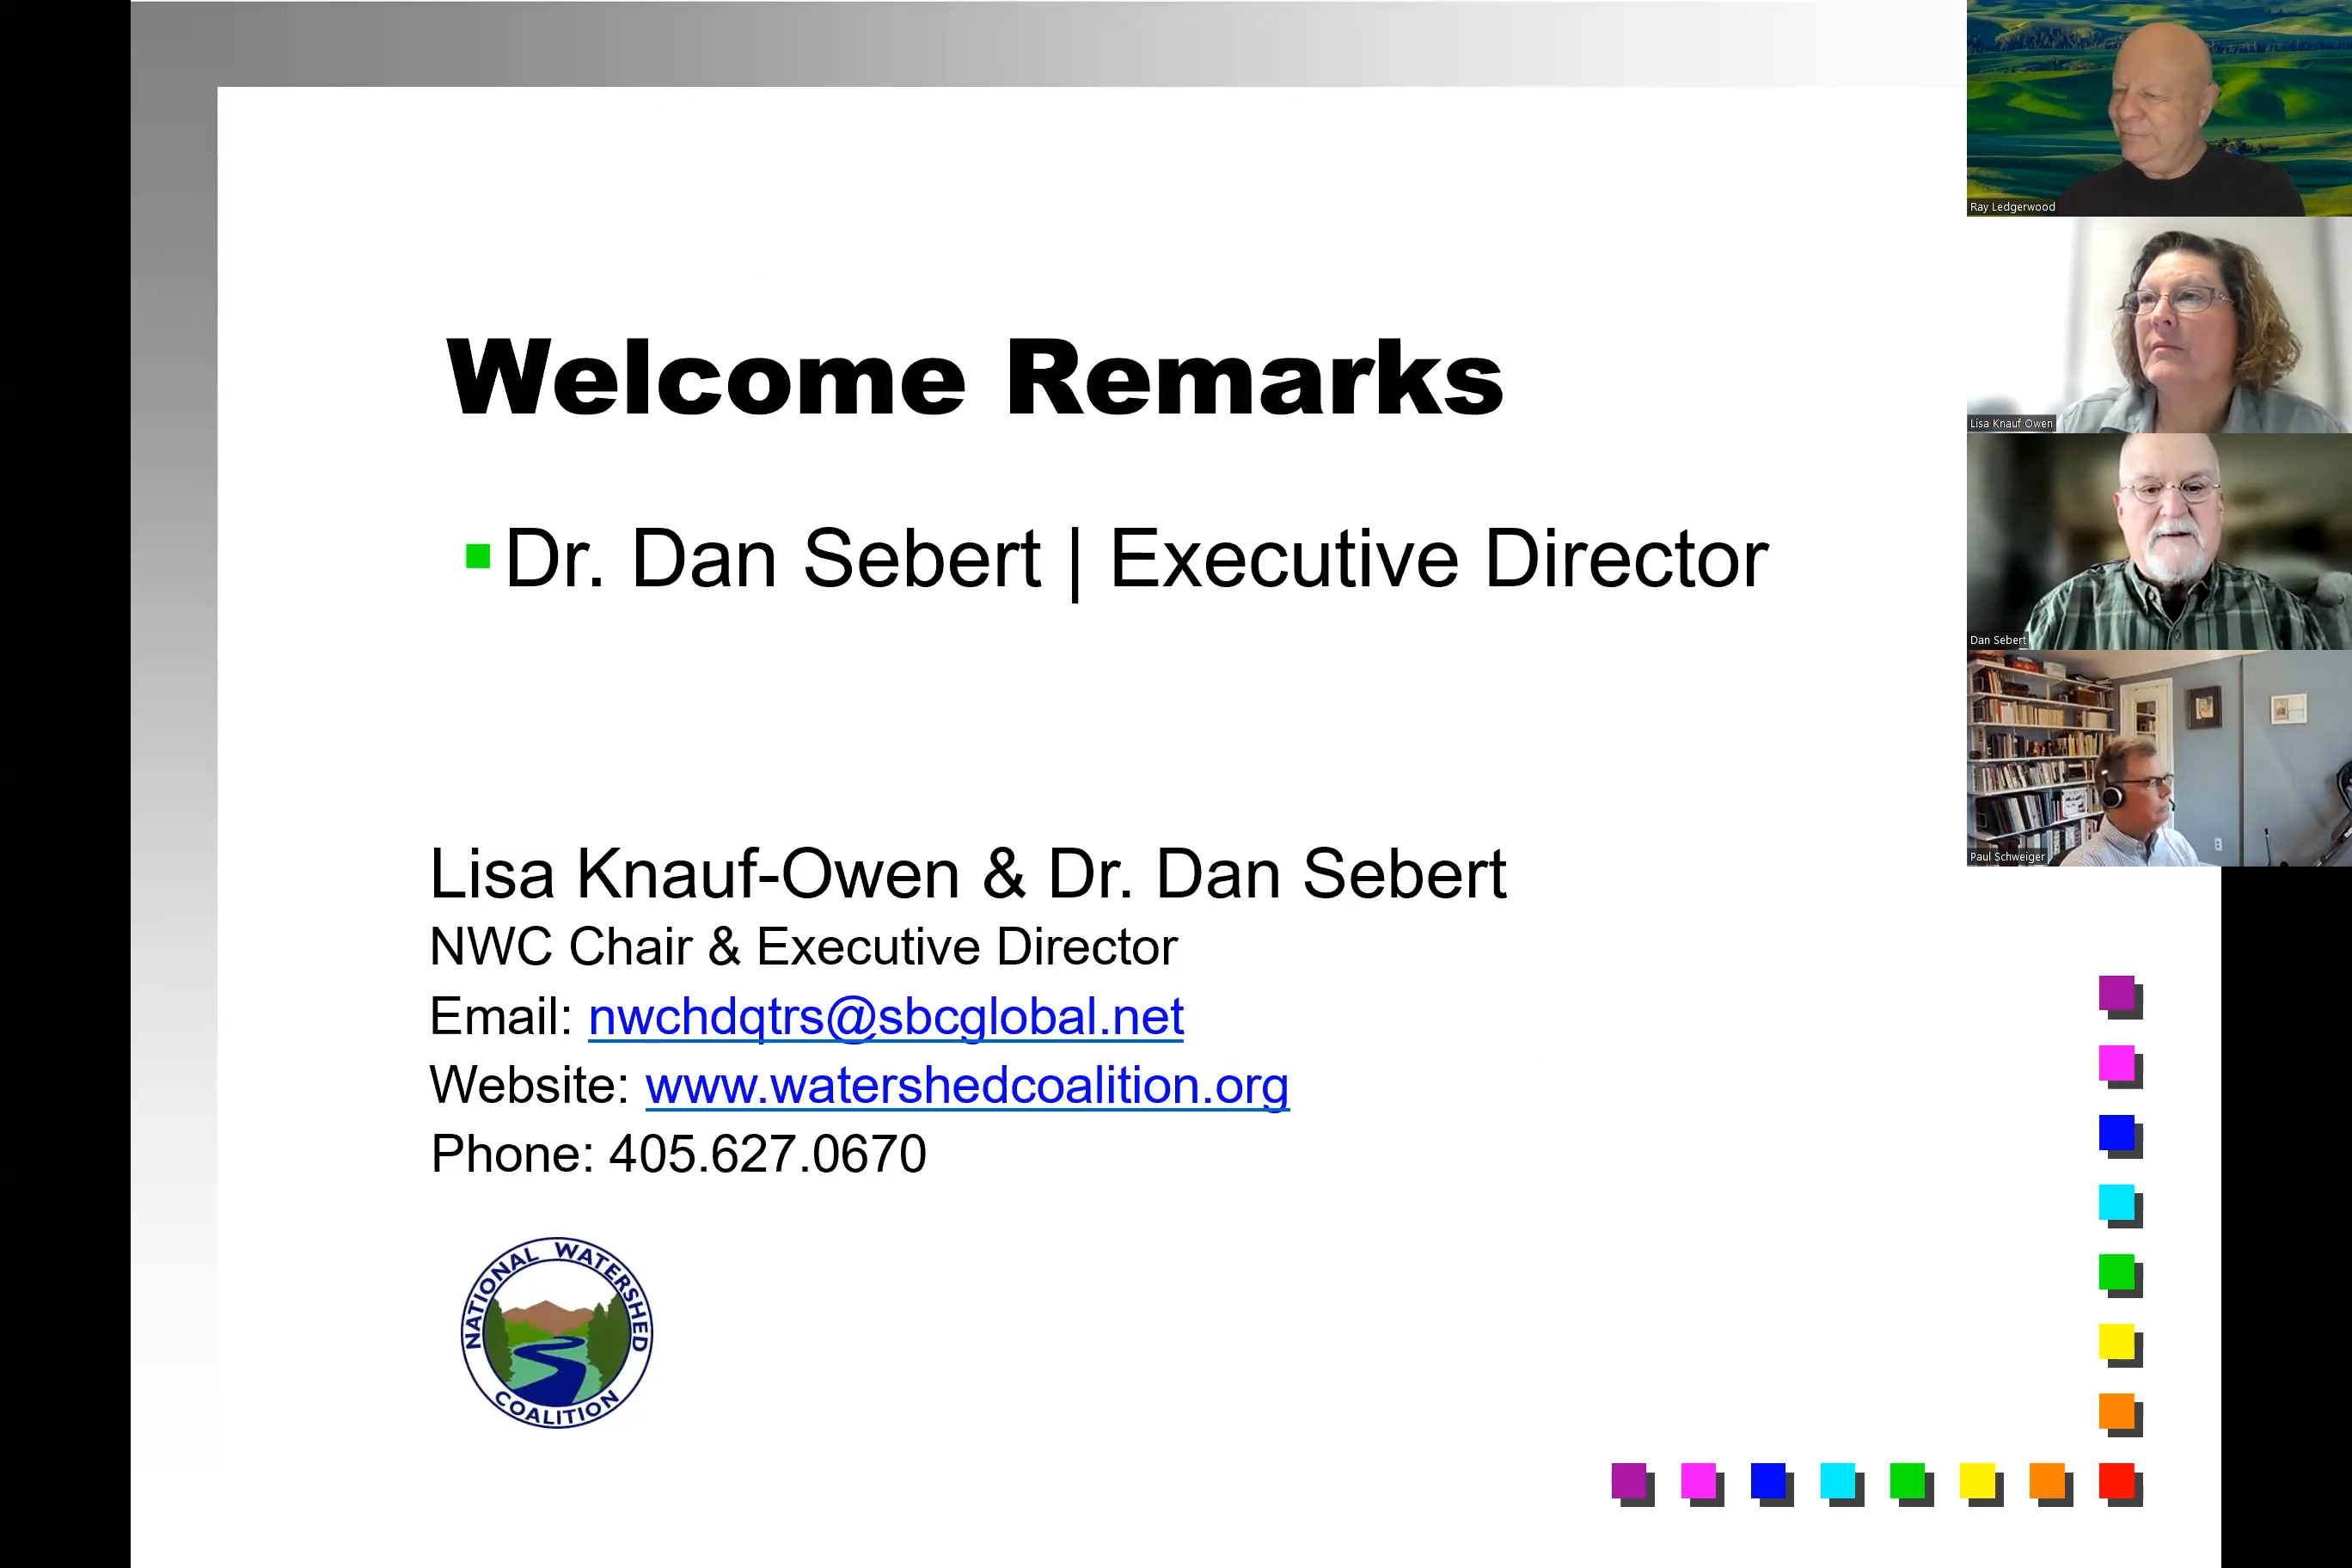 Welcome Remarks
Dr. Dan Sebert | Executive Director
Lisa Knauf-Owen & Dr. Dan Sebert
NWC Chair & Executive Director
Email: nwchdqtrs@sbcglobal.net
Website: www.watershedcoalition.org
Phone: 405.627.0670
NATIONAL WATERSHED
COALITION
Ray Ledgerwood
Lisa Knauf Owen
Dan Sebert
Paul Schweiger